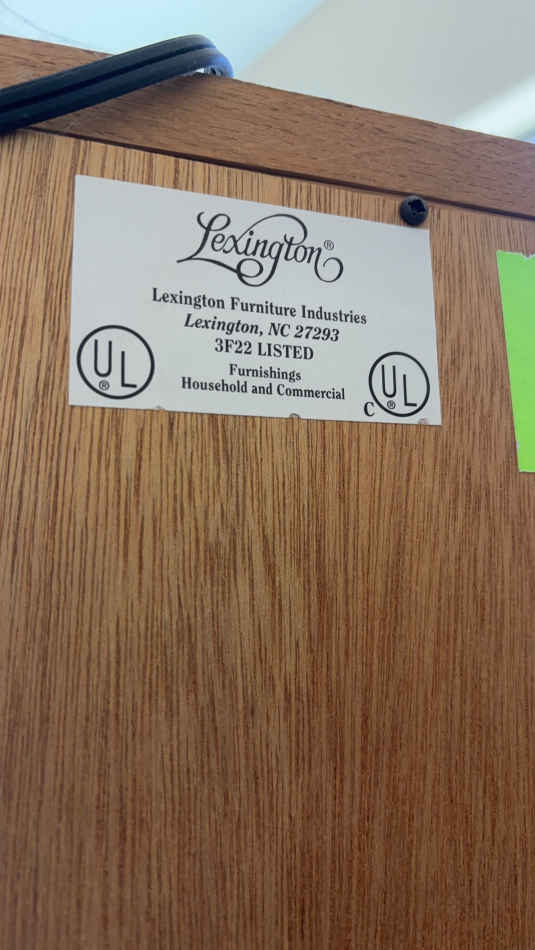 Lexington®
Lexington Furniture Industries
Lexington, NC 27293
3F22 LISTED
Furnishings
Household and Commercial
UL ®
C UL ®